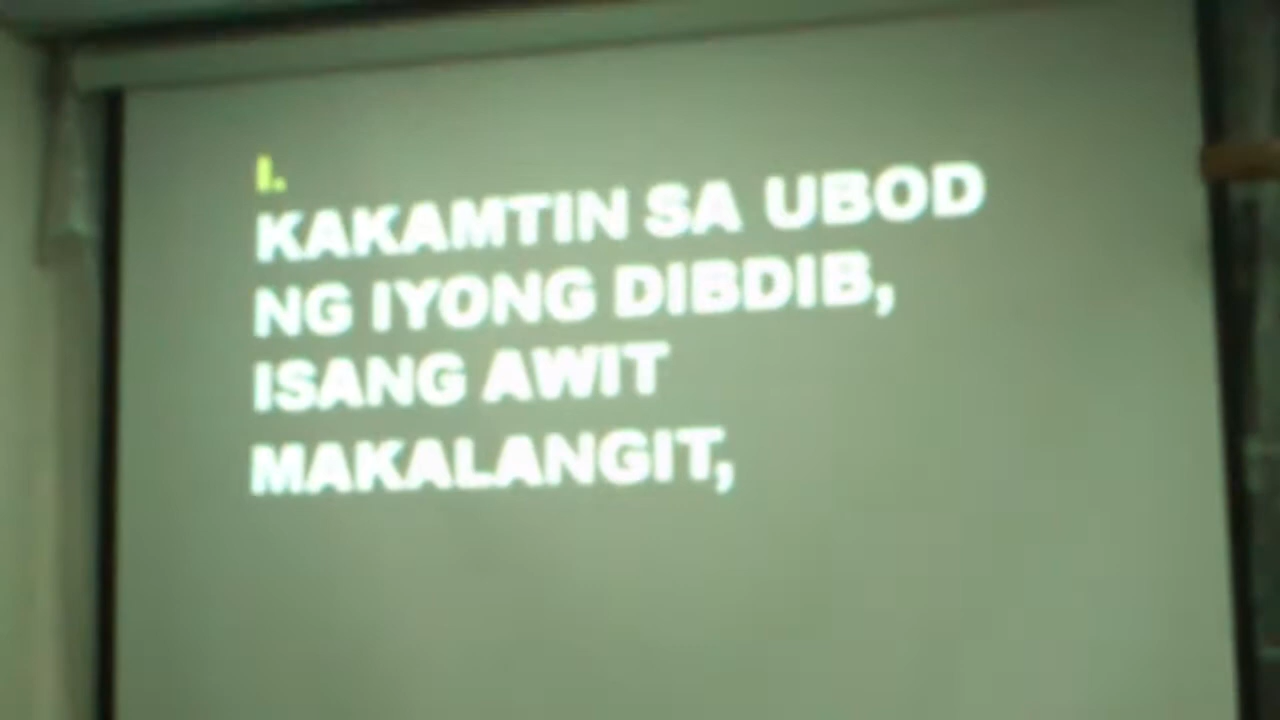 I.
KAKAMTIN SA UBOD
NG IYONG DIBDIB,
ISANG AWIT
MAKALANGIT,